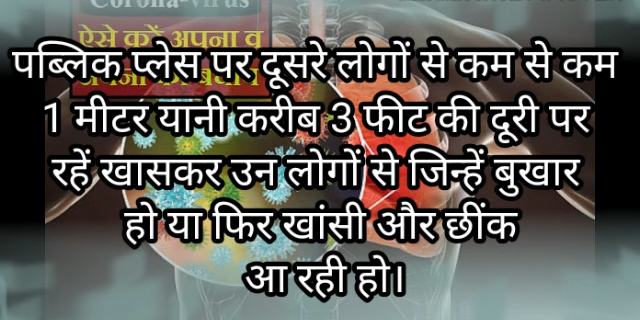 Corona-virus
ऐसे करें अपना व
पब्लिक प्लेस पर दूसरे लोगों से कम से कम
1 मीटर यानी करीब 3 फीट की दूरी पर
रहें खासकर उन लोगों से जिन्हें बुखार
हो या फिर खांसी और छींक
आ रही हो।